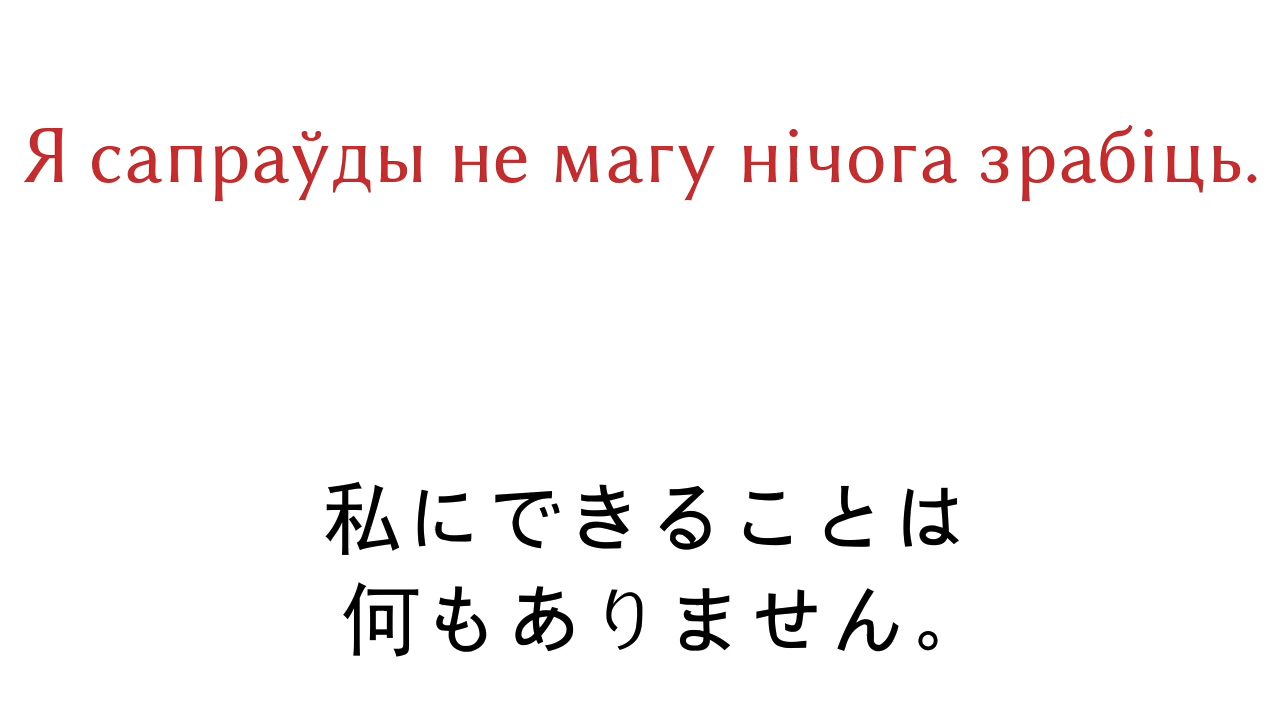 Я сапраўды не магу нічога зрабіць.
私にできることは
何もありません。